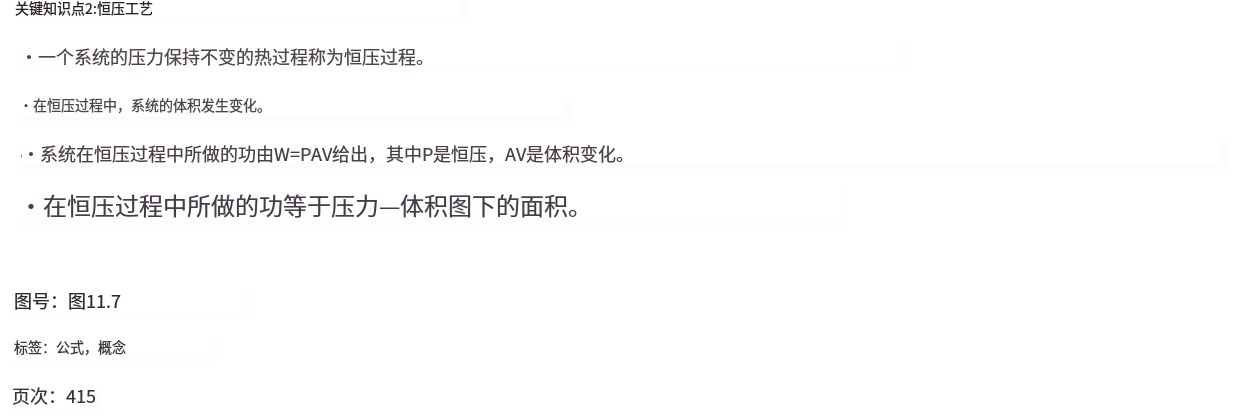 关键知识点2:恒压工艺
·一个系统的压力保持不变的热过程称为恒压过程。
·在恒压过程中，系统的体积发生变化。
·系统在恒压过程中所做的功由W=PAV给出，其中P是恒压，AV是体积变化。
·在恒压过程中所做的功等于压力—体积图下的面积。
图号：图11.7
标签：公式，概念
页次：415